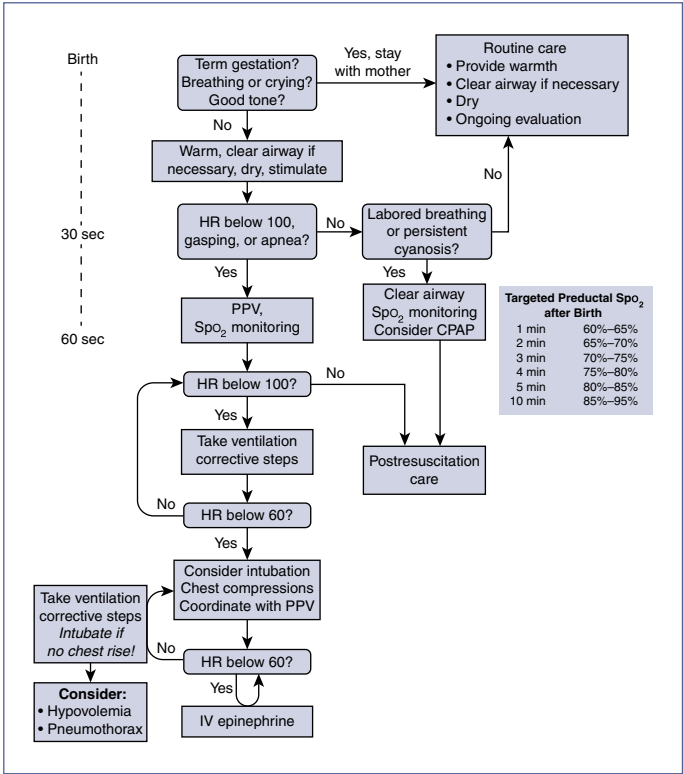 Birth
Term gestation?
Breathing or crying?
Good tone?
Yes, stay
with mother
Routine care
• Provide warmth
• Clear airway if necessary
• Dry
• Ongoing evaluation
No
Warm, clear airway if
necessary, dry, stimulate
No
30 sec
HR below 100,
gasping, or apnea?
No
Labored breathing
or persistent
cyanosis?
Yes
Yes
60 sec
PPV,
SpO₂ monitoring
Clear airway
SpO₂ monitoring
Consider CPAP
Targeted Preductal SpO₂
after Birth
1 min 60%–65%
2 min 65%–70%
3 min 70%–75%
4 min 75%–80%
5 min 80%–85%
10 min 85%–95%
HR below 100?
No
Yes
Take ventilation
corrective steps
Postresuscitation
care
No
HR below 60?
Yes
Consider intubation
Chest compressions
Coordinate with PPV
Take ventilation
corrective steps
Intubate if
no chest rise!
No
HR below 60?
Yes
IV epinephrine
Consider:
• Hypovolemia
• Pneumothorax